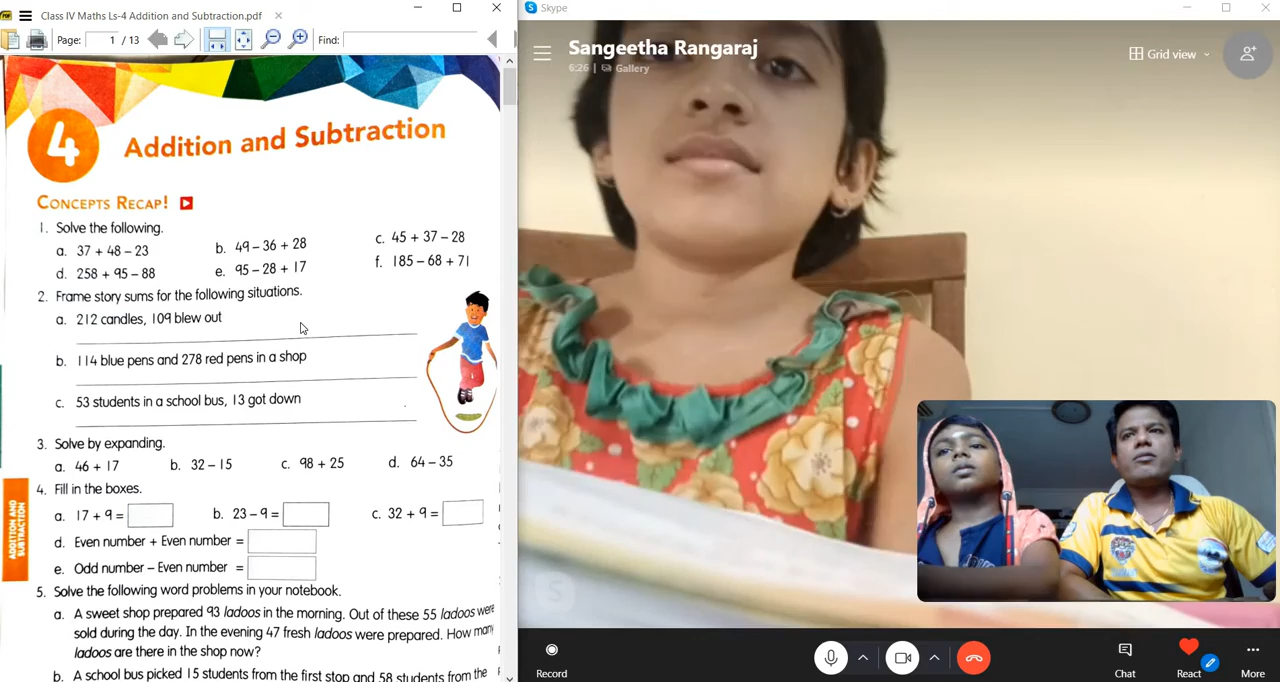 Class IV Maths Ls-4 Addition and Subtraction.pdf
Page: 1 / 13 Find:
4
Addition and Subtraction
CONCEPTS RECAP!
1. Solve the following.
a. 37 + 48 – 23 b. 49 – 36 + 28 c. 45 + 37 – 28
d. 258 + 95 – 88 e. 95 – 28 + 17 f. 185 – 68 + 71
2. Frame story sums for the following situations.
a. 212 candles, 109 blew out
b. 114 blue pens and 278 red pens in a shop
c. 53 students in a school bus, 13 got down
3. Solve by expanding.
a. 46 + 17 b. 32 – 15 c. 98 + 25 d. 64 – 35
4. Fill in the boxes.
a. 17 + 9 = b. 23 – 9 = c. 32 + 9 =
d. Even number + Even number =
e. Odd number – Even number =
ADDITION AND
SUBTRACTION
5. Solve the following word problems in your notebook.
a. A sweet shop prepared 93 ladoos in the morning. Out of these 55 ladoos were
sold during the day. In the evening 47 fresh ladoos were prepared. How many
ladoos are there in the shop now?
b. A school bus picked 15 students from the first stop and 58 students from the
Skype
Sangeetha Rangaraj
6:26 | Gallery
Grid view
Record
Chat
React
More